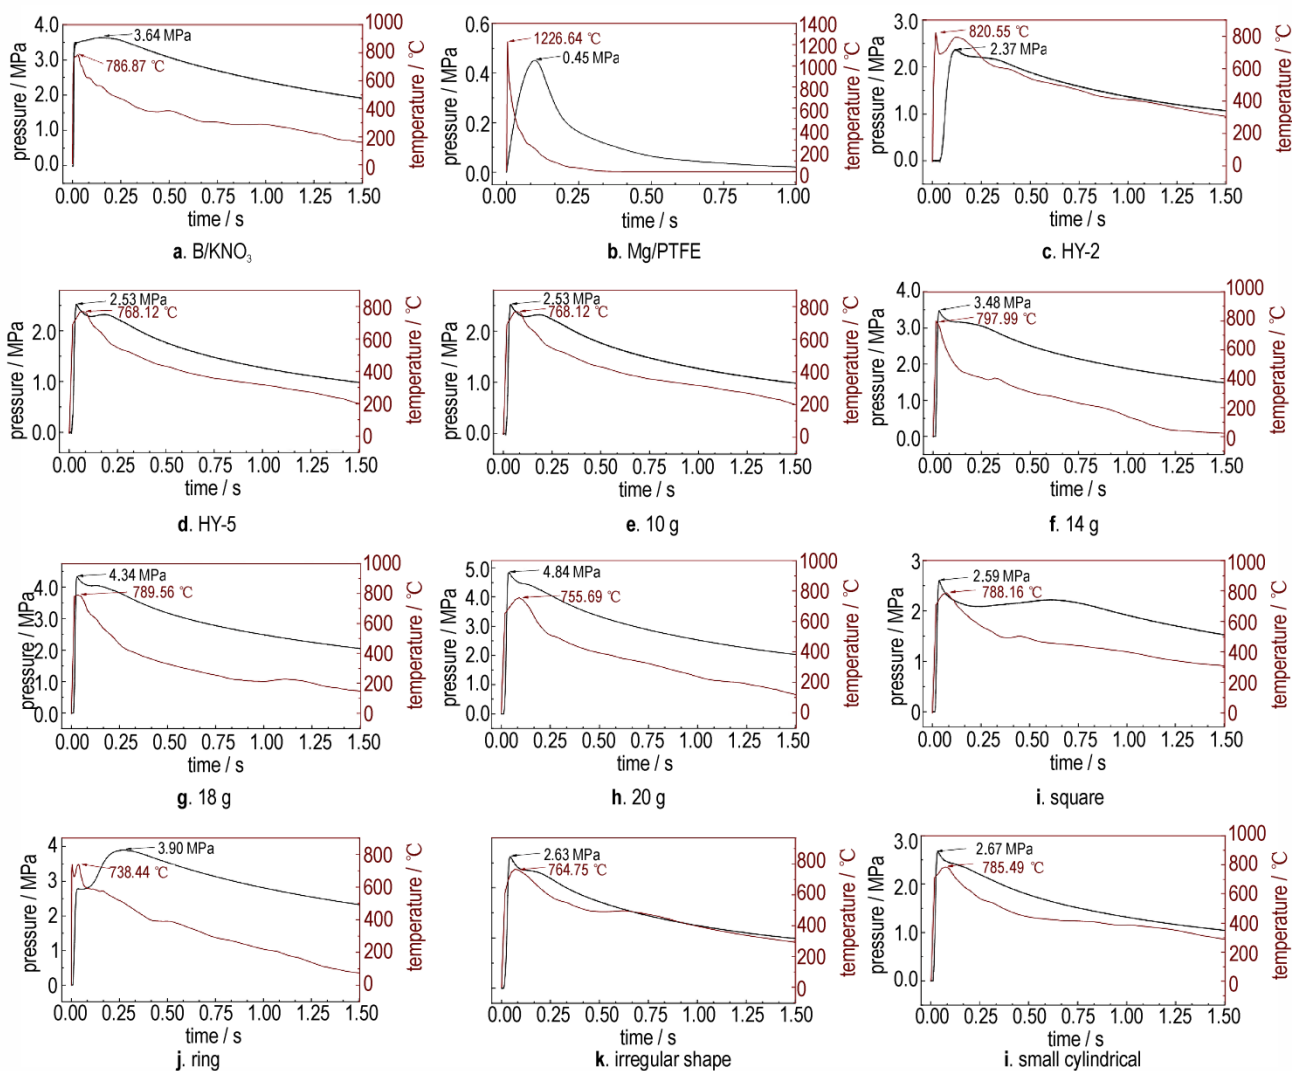 4.0
3.0
2.0
1.0
0.0
pressure / MPa
3.64 MPa
786.87 ℃
1000
800
600
400
200
0
temperature / ℃
0.00 0.25 0.50 0.75 1.00 1.25 1.50
time / s
a. B/KNO₃
0.6
0.4
0.2
0.0
pressure / MPa
1226.64 ℃
0.45 MPa
1400
1200
1000
800
600
400
200
0
temperature / ℃
0.00 0.25 0.50 0.75 1.00
time / s
b. Mg/PTFE
3.0
2.0
1.0
0.0
pressure / MPa
820.55 ℃
2.37 MPa
800
600
400
200
0
temperature / ℃
0.00 0.25 0.50 0.75 1.00 1.25 1.50
time / s
c. HY-2
2.0
1.0
0.0
pressure / MPa
2.53 MPa
768.12 ℃
800
600
400
200
0
temperature / ℃
0.00 0.25 0.50 0.75 1.00 1.25 1.50
time / s
d. HY-5
2.0
1.0
0.0
pressure / MPa
2.53 MPa
768.12 ℃
800
600
400
200
0
temperature / ℃
0.00 0.25 0.50 0.75 1.00 1.25 1.50
time / s
e. 10 g
4.0
3.0
2.0
1.0
0.0
pressure / MPa
3.48 MPa
797.99 ℃
1000
800
600
400
200
0
temperature / ℃
0.00 0.25 0.50 0.75 1.00 1.25 1.50
time / s
f. 14 g
4.0
3.0
2.0
1.0
0.0
pressure / MPa
4.34 MPa
789.56 ℃
1000
800
600
400
200
0
temperature / ℃
0.00 0.25 0.50 0.75 1.00 1.25 1.50
time / s
g. 18 g
5.0
4.0
3.0
2.0
1.0
0.0
pressure / MPa
4.84 MPa
755.69 ℃
1000
800
600
400
200
0
temperature / ℃
0.00 0.25 0.50 0.75 1.00 1.25 1.50
time / s
h. 20 g
3
2
1
0
pressure / MPa
2.59 MPa
788.16 ℃
1000
800
600
400
200
0
temperature / ℃
0.00 0.25 0.50 0.75 1.00 1.25 1.50
time / s
i. square
4
3
2
1
0
pressure / MPa
3.90 MPa
738.44 ℃
800
600
400
200
0
temperature / ℃
0.00 0.25 0.50 0.75 1.00 1.25 1.50
time / s
j. ring
2.63 MPa
764.75 ℃
800
600
400
200
0
temperature / ℃
0.00 0.25 0.50 0.75 1.00 1.25 1.50
time / s
k. irregular shape
3.0
2.0
1.0
0.0
pressure / MPa
2.67 MPa
785.49 ℃
1000
800
600
400
200
0
temperature / ℃
0.00 0.25 0.50 0.75 1.00 1.25 1.50
time / s
i. small cylindrical